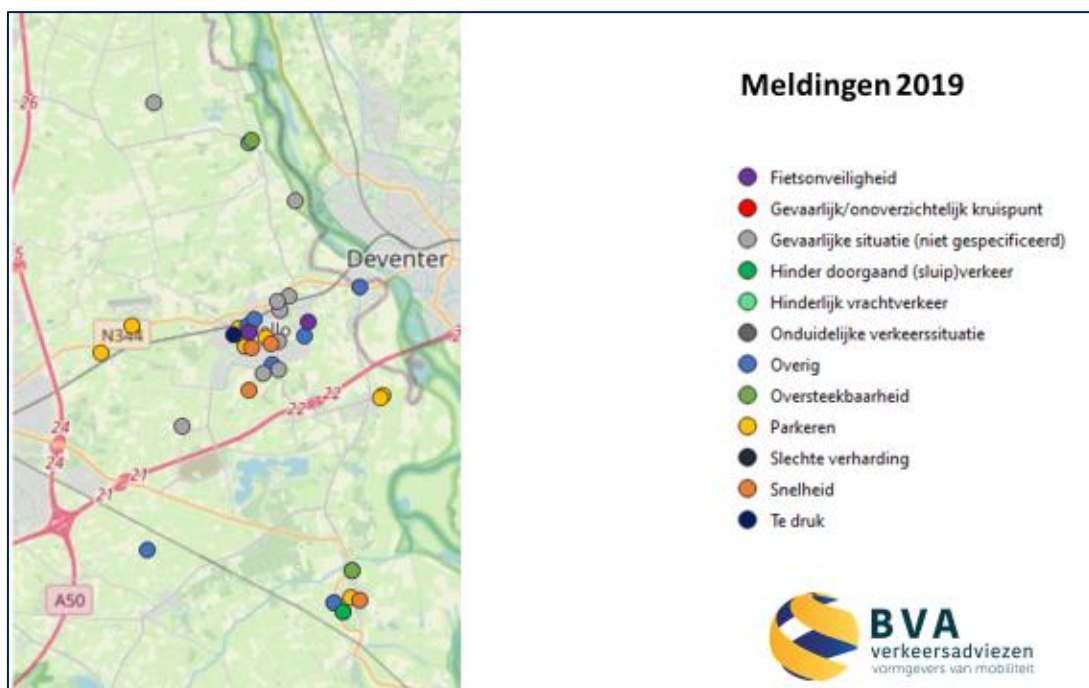 26
Deventer
N344
22
22
24
24
21
21
A50
Meldingen 2019
Fietsonveiligheid
Gevaarlijk/onoverzichtelijk kruispunt
Gevaarlijke situatie (niet gespecificeerd)
Hinder doorgaand (sluip)verkeer
Hinderlijk vrachtverkeer
Onduidelijke verkeerssituatie
Overig
Oversteekbaarheid
Parkeren
Slechte verharding
Snelheid
Te druk
BVA
verkeersadviezen
vormgevers van mobiliteit